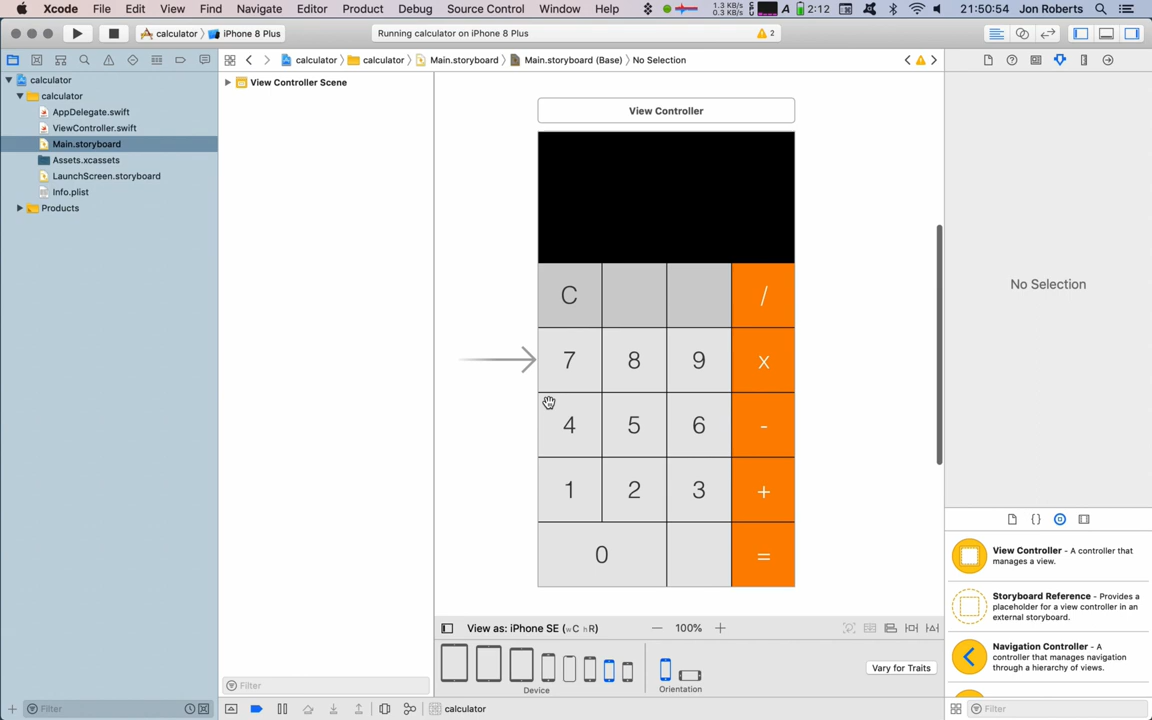 Xcode File Edit View Find Navigate Editor Product Debug Source Control Window Help 1.3 KB/s 0.3 KB/s 2:12 21:50:54 Jon Roberts
calculator iPhone 8 Plus Running calculator on iPhone 8 Plus 2
calculator calculator Main.storyboard Main.storyboard (Base) No Selection
calculator
calculator
AppDelegate.swift
ViewController.swift
Main.storyboard
Assets.xcassets
LaunchScreen.storyboard
Info.plist
Products
View Controller Scene
View Controller
C /
7 8 9 x
4 5 6 -
1 2 3 +
0 =
No Selection
View Controller - A controller that
manages a view.
Storyboard Reference - Provides a
placeholder for a view controller in an
external storyboard.
Navigation Controller - A
controller that manages navigation
through a hierarchy of views.
View as: iPhone SE (wC hR) — 100% +
Device
Orientation
Vary for Traits
Filter
Filter
calculator
Filter